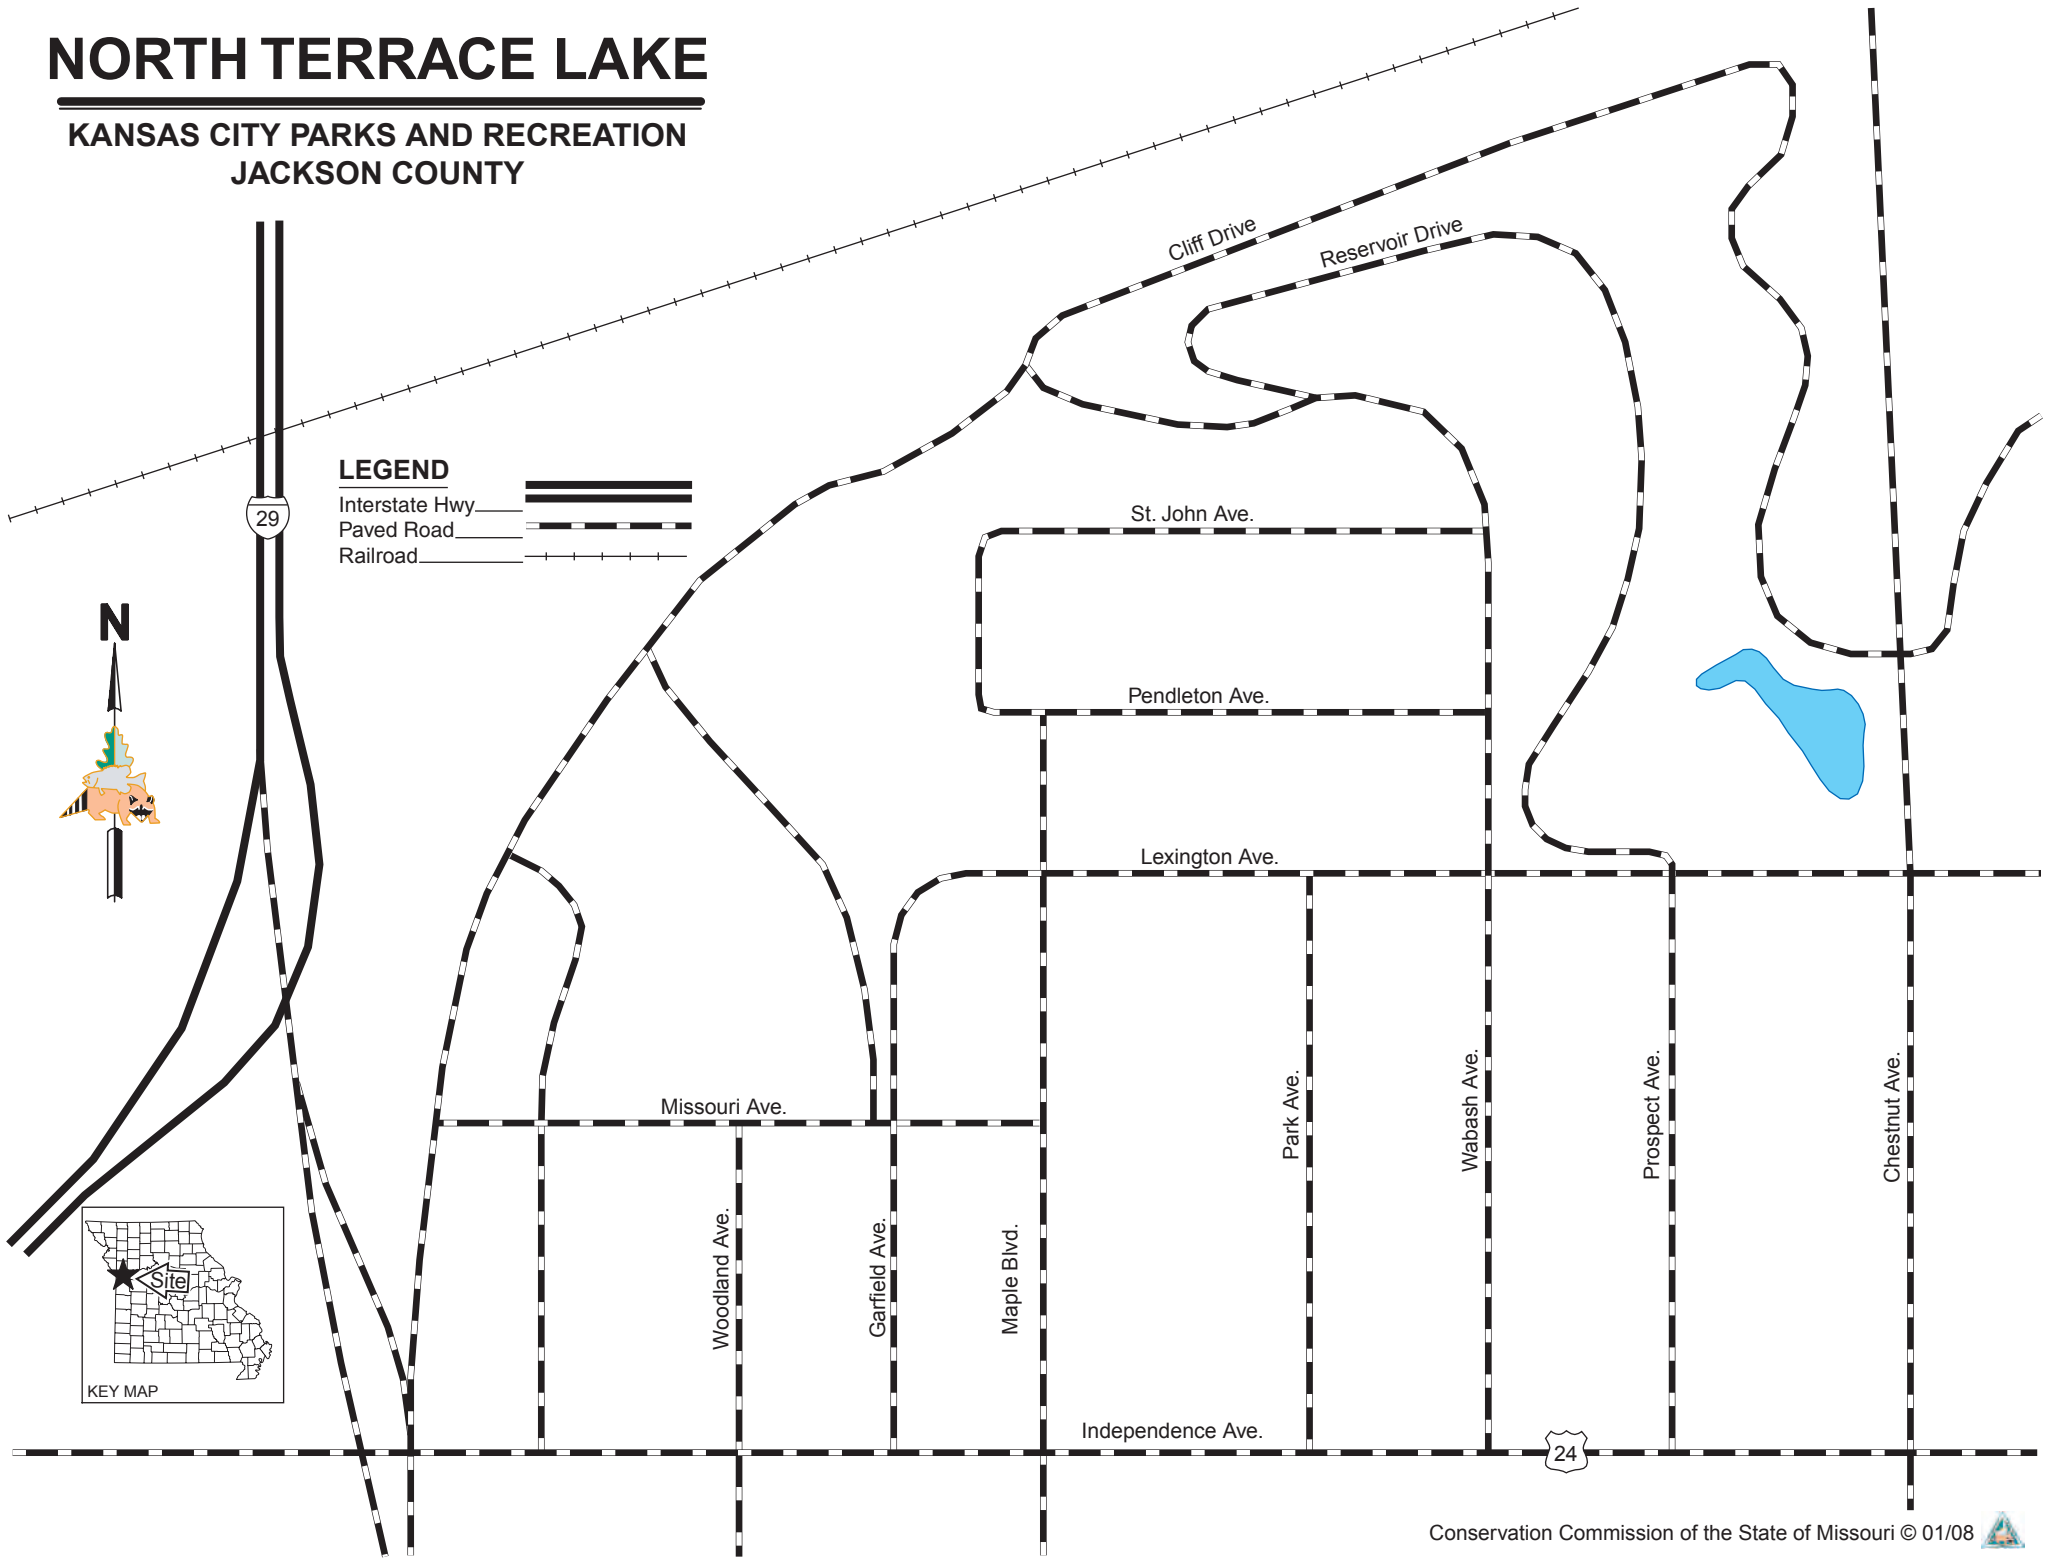 NORTH TERRACE LAKE
KANSAS CITY PARKS AND RECREATION
JACKSON COUNTY
Cliff Drive
Reservoir Drive
LEGEND
Interstate Hwy
Paved Road
Railroad
29
St. John Ave.
N
Pendleton Ave.
Lexington Ave.
Missouri Ave.
Park Ave.
Wabash Ave.
Prospect Ave.
Chestnut Ave.
Woodland Ave.
Garfield Ave.
Maple Blvd.
Site
KEY MAP
Independence Ave.
24
Conservation Commission of the State of Missouri © 01/08